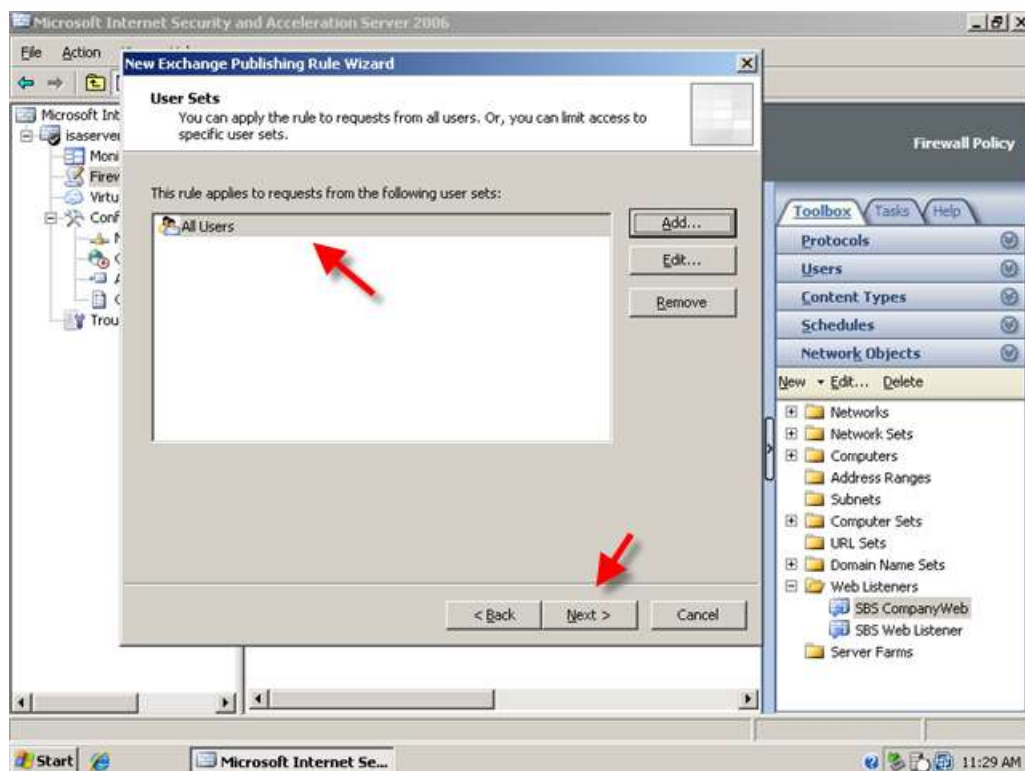 Microsoft Internet Security and Acceleration Server 2006
File Action
New Exchange Publishing Rule Wizard
User Sets
You can apply the rule to requests from all users. Or, you can limit access to
specific user sets.
This rule applies to requests from the following user sets:
All Users
Add...
Edit...
Remove
< Back
Next >
Cancel
Microsoft Int
isaserver
Moni
Firew
Virtu
Conf
Trou
Firewall Policy
Toolbox Tasks Help
Protocols
Users
Content Types
Schedules
Network Objects
New Edit... Delete
Networks
Network Sets
Computers
Address Ranges
Subnets
Computer Sets
URL Sets
Domain Name Sets
Web Listeners
SBS CompanyWeb
SBS Web Listener
Server Farms
Start
Microsoft Internet Se...
11:29 AM